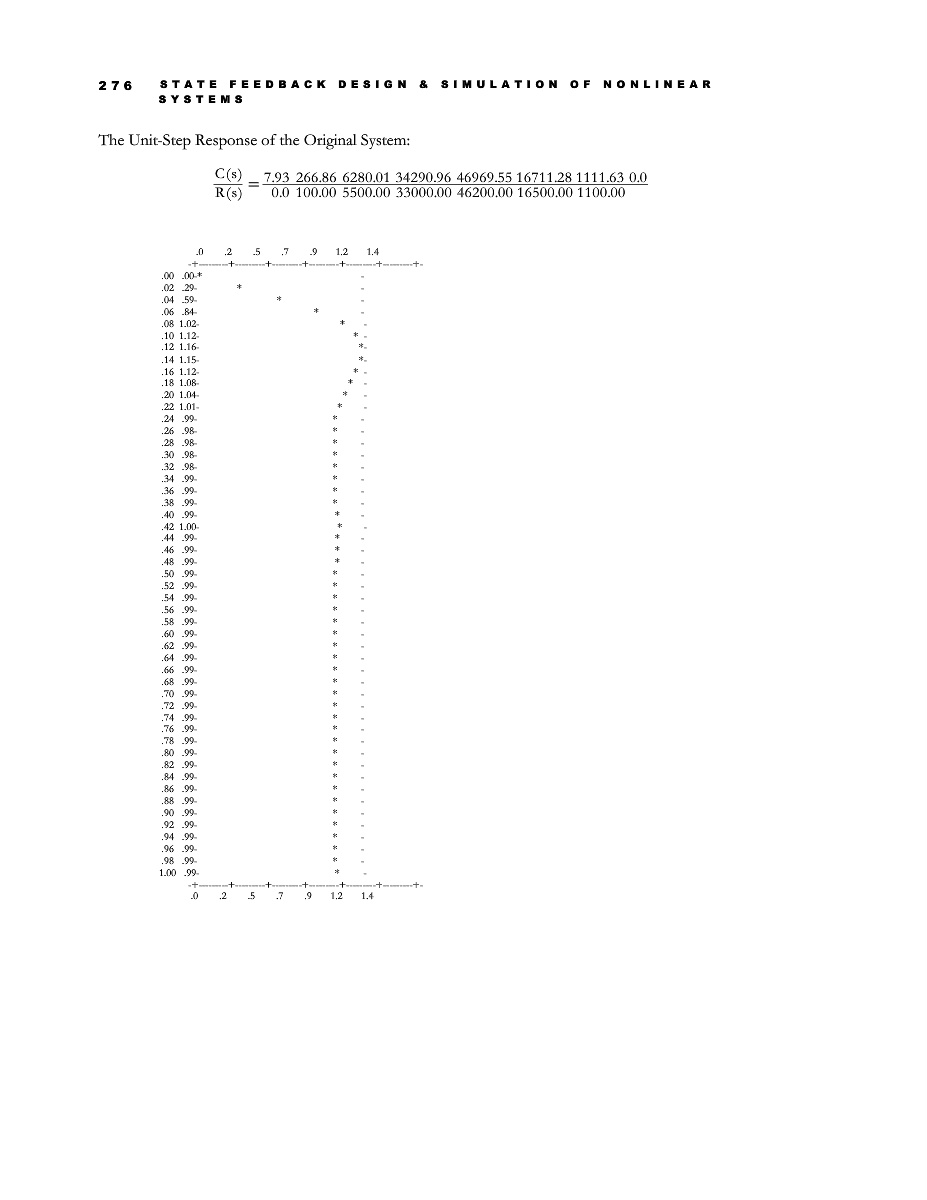 276 STATE FEEDBACK DESIGN & SIMULATION OF NONLINEAR
SYSTEMS
The Unit-Step Response of the Original System:
C(s)
R(s)
=
7.93 266.86 6280.01 34290.96 46969.55 16711.28 1111.63 0.0
0.0 100.00 5500.00 33000.00 46200.00 16500.00 1100.00
.0 .2 .5 .7 .9 1.2 1.4
-+---------+---------+---------+---------+---------+---------+-
.00 .00-* -
.02 .29- * -
.04 .59- * -
.06 .84- * -
.08 1.02- * -
.10 1.12- * -
.12 1.16- *-
.14 1.15- *-
.16 1.12- * -
.18 1.08- * -
.20 1.04- * -
.22 1.01- * -
.24 .99- * -
.26 .98- * -
.28 .98- * -
.30 .98- * -
.32 .98- * -
.34 .99- * -
.36 .99- * -
.38 .99- * -
.40 .99- * -
.42 1.00- * -
.44 .99- * -
.46 .99- * -
.48 .99- * -
.50 .99- * -
.52 .99- * -
.54 .99- * -
.56 .99- * -
.58 .99- * -
.60 .99- * -
.62 .99- * -
.64 .99- * -
.66 .99- * -
.68 .99- * -
.70 .99- * -
.72 .99- * -
.74 .99- * -
.76 .99- * -
.78 .99- * -
.80 .99- * -
.82 .99- * -
.84 .99- * -
.86 .99- * -
.88 .99- * -
.90 .99- * -
.92 .99- * -
.94 .99- * -
.96 .99- * -
.98 .99- * -
1.00 .99- * -
-+---------+---------+---------+---------+---------+---------+-
.0 .2 .5 .7 .9 1.2 1.4